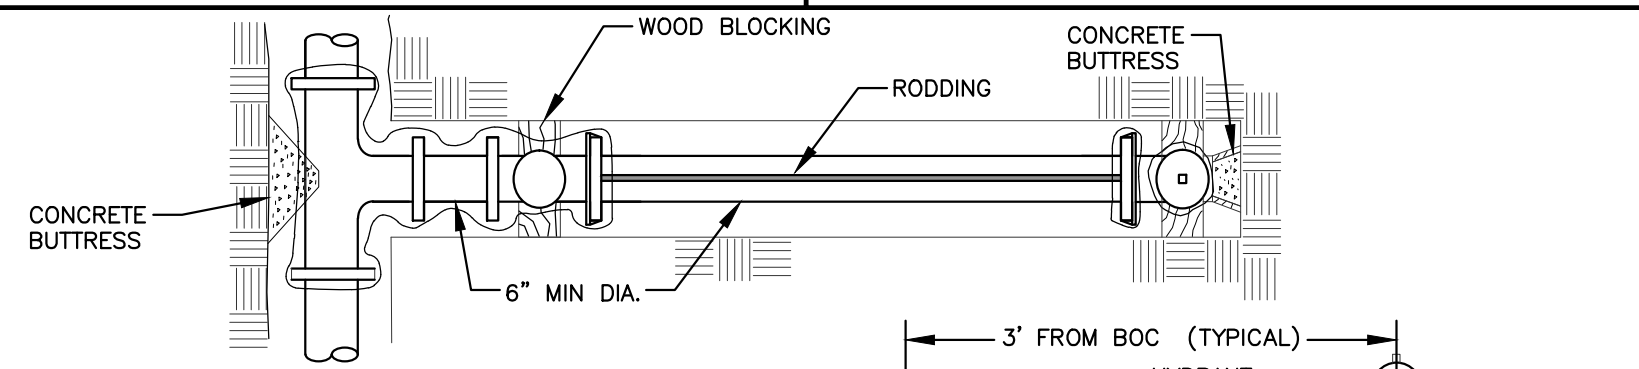 WOOD BLOCKING
CONCRETE
BUTTRESS
RODDING
CONCRETE
BUTTRESS
6" MIN DIA.
3' FROM BOC (TYPICAL)